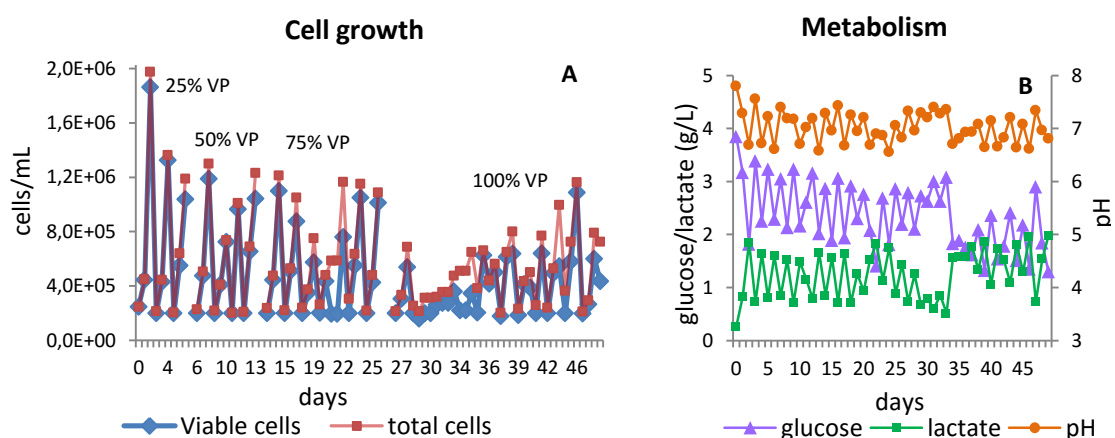 Cell growth
A
25% VP
50% VP
75% VP
100% VP
cells/mL
2,0E+06
1,6E+06
1,2E+06
8,0E+05
4,0E+05
0,0E+00
0 4 6 10 13 15 19 22 25 27 30 34 36 39 42 46
days
Viable cells total cells
Metabolism
B
glucose/lactate (g/L)
5
4
3
2
1
0
8
7
6
5
4
3
pH
0 5 10 15 20 25 33 35 40 45
days
glucose lactate pH